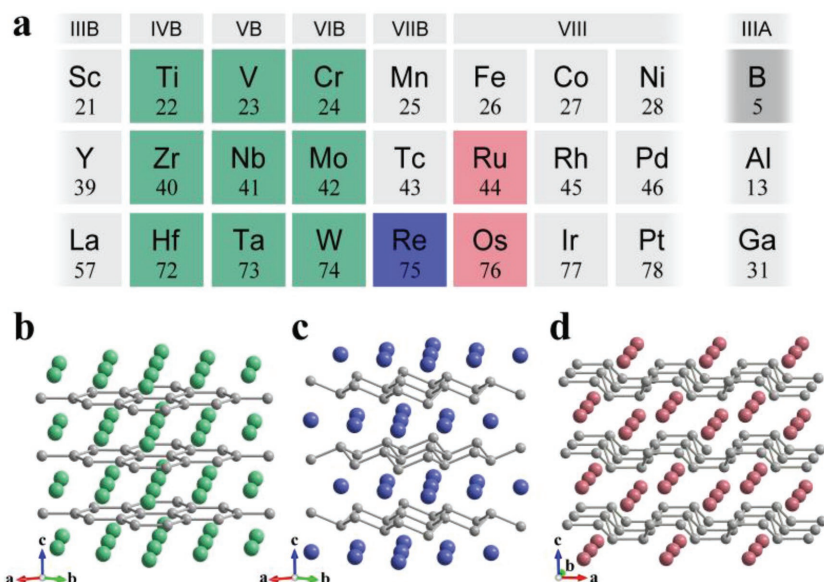 a
IIIB IVB VB VIB VIIB VIII IIIA
Sc Ti V Cr Mn Fe Co Ni B
21 22 23 24 25 26 27 28 5
Y Zr Nb Mo Tc Ru Rh Pd Al
39 40 41 42 43 44 45 46 13
La Hf Ta W Re Os Ir Pt Ga
57 72 73 74 75 76 77 78 31
b c d
c c c
a b a b b a